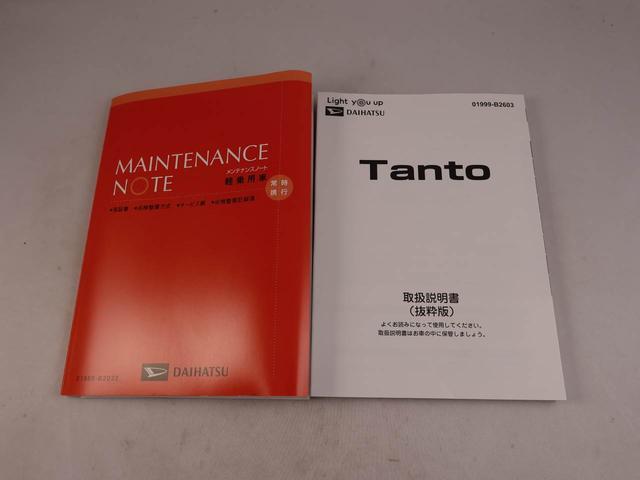 MAINTENANCE
NOTE
メンテナンスノート
軽乗用車
常時
携行
DAIHATSU
Light you up
DAIHATSU
01999-B2603
Tanto
取扱説明書
(抜粋版)
よくお読みになって使用してください。
取扱説明書はお車の中に保管しましょう。